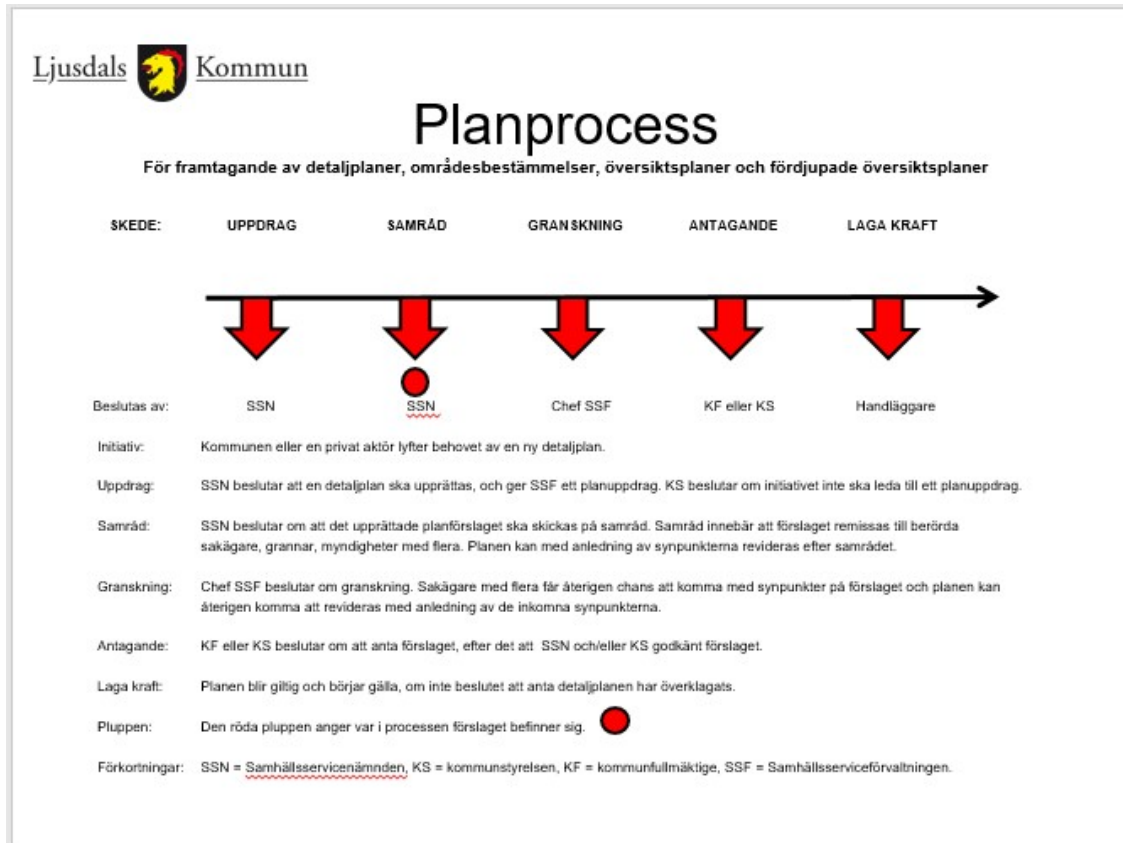 Ljusdals Kommun
Planprocess
För framtagande av detaljplaner, områdesbestämmelser, översiktsplaner och fördjupade översiktsplaner
SKEDE: UPPDRAG SAMRÅD GRANSKNING ANTAGANDE LAGA KRAFT
Beslutas av: SSN SSN Chef SSF KF eller KS Handläggare
Initiativ: Kommunen eller en privat aktör lyfter behovet av en ny detaljplan.
Uppdrag: SSN beslutar att en detaljplan ska upprättas, och ger SSF ett planuppdrag. KS beslutar om initiativet inte ska leda till ett planuppdrag.
Samråd: SSN beslutar om att det upprättade planförslaget ska skickas på samråd. Samråd innebär att förslaget remissas till berörda
sakägare, grannar, myndigheter med flera. Planen kan med anledning av synpunkterna revideras efter samrådet.
Granskning: Chef SSF beslutar om granskning. Sakägare med flera får återigen chans att komma med synpunkter på förslaget och planen kan
återigen komma att revideras med anledning av de inkomna synpunkterna.
Antagande: KF eller KS beslutar om att anta förslaget, efter det att SSN och/eller KS godkänt förslaget.
Laga kraft: Planen blir giltig och börjar gälla, om inte beslutet att anta detaljplanen har överklagats.
Pluppen: Den röda pluppen anger var i processen förslaget befinner sig.
Förkortningar: SSN = Samhällsservicenämnden, KS = kommunstyrelsen, KF = kommunfullmäktige, SSF = Samhällsserviceförvaltningen.